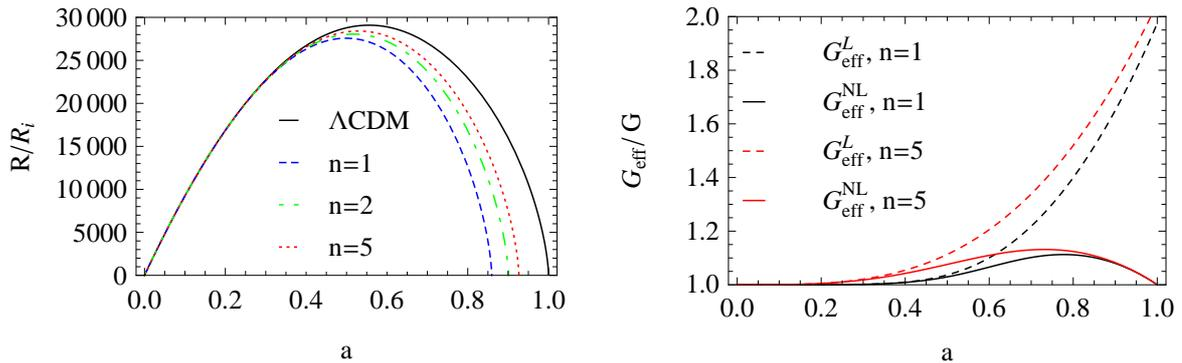 30 000
25 000
20 000
15 000
10 000
5000
0
R/R_i
ΛCDM
n=1
n=2
n=5
0.0 0.2 0.4 0.6 0.8 1.0
a
2.0
1.8
1.6
1.4
1.2
1.0
G_eff / G
G_eff^L, n=1
G_eff^NL, n=1
G_eff^L, n=5
G_eff^NL, n=5
0.0 0.2 0.4 0.6 0.8 1.0
a